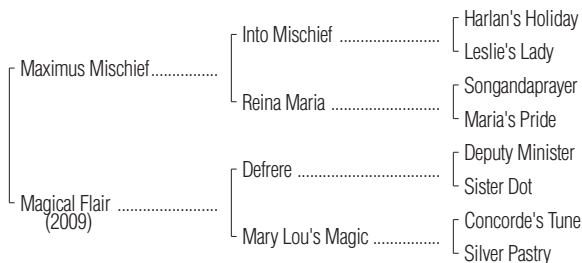 Harlan's Holiday
Into Mischief ..................
Leslie's Lady
Maximus Mischief................
Songandaprayer
Reina Maria ....................
Maria's Pride
Deputy Minister
Defrere ...........................
Sister Dot
Magical Flair ........................
(2009)
Concorde's Tune
Mary Lou's Magic ................
Silver Pastry